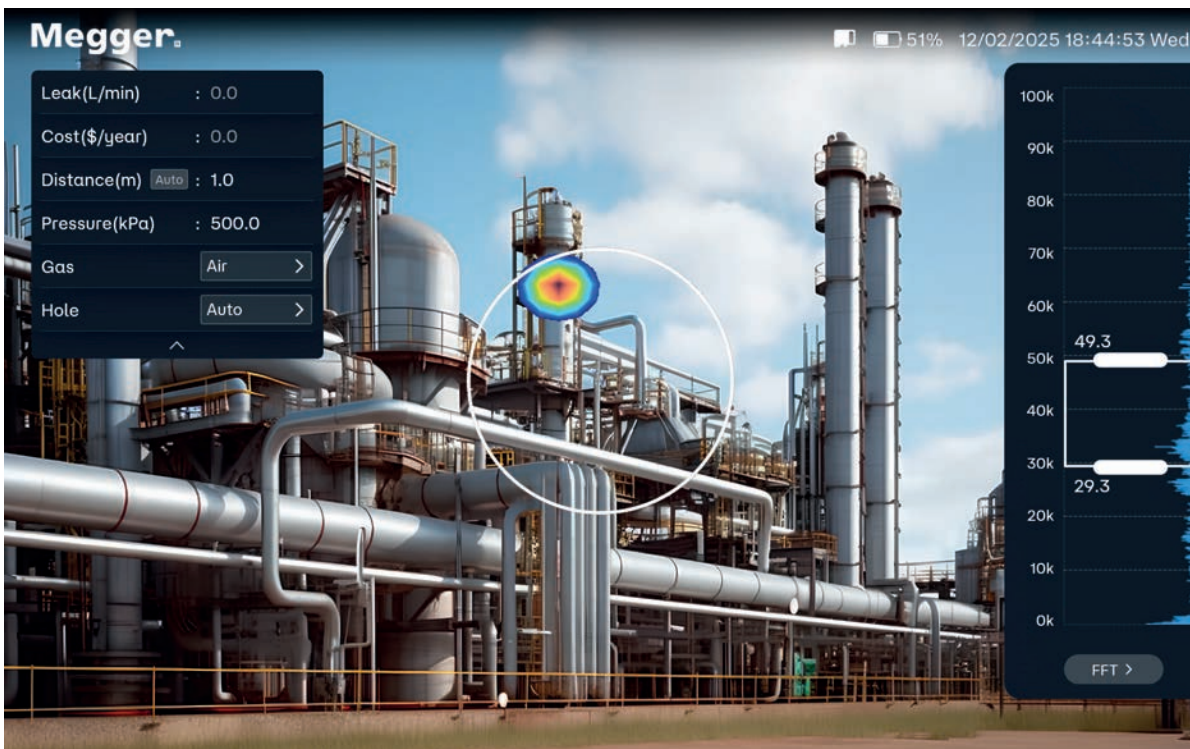 Megger.
51% 12/02/2025 18:44:53 Wed
Leak(L/min) : 0.0
Cost($/year) : 0.0
Distance(m) Auto : 1.0
Pressure(kPa) : 500.0
Gas Air >
Hole Auto >
100k
90k
80k
70k
60k
49.3
50k
40k
30k
29.3
20k
10k
0k
FFT >